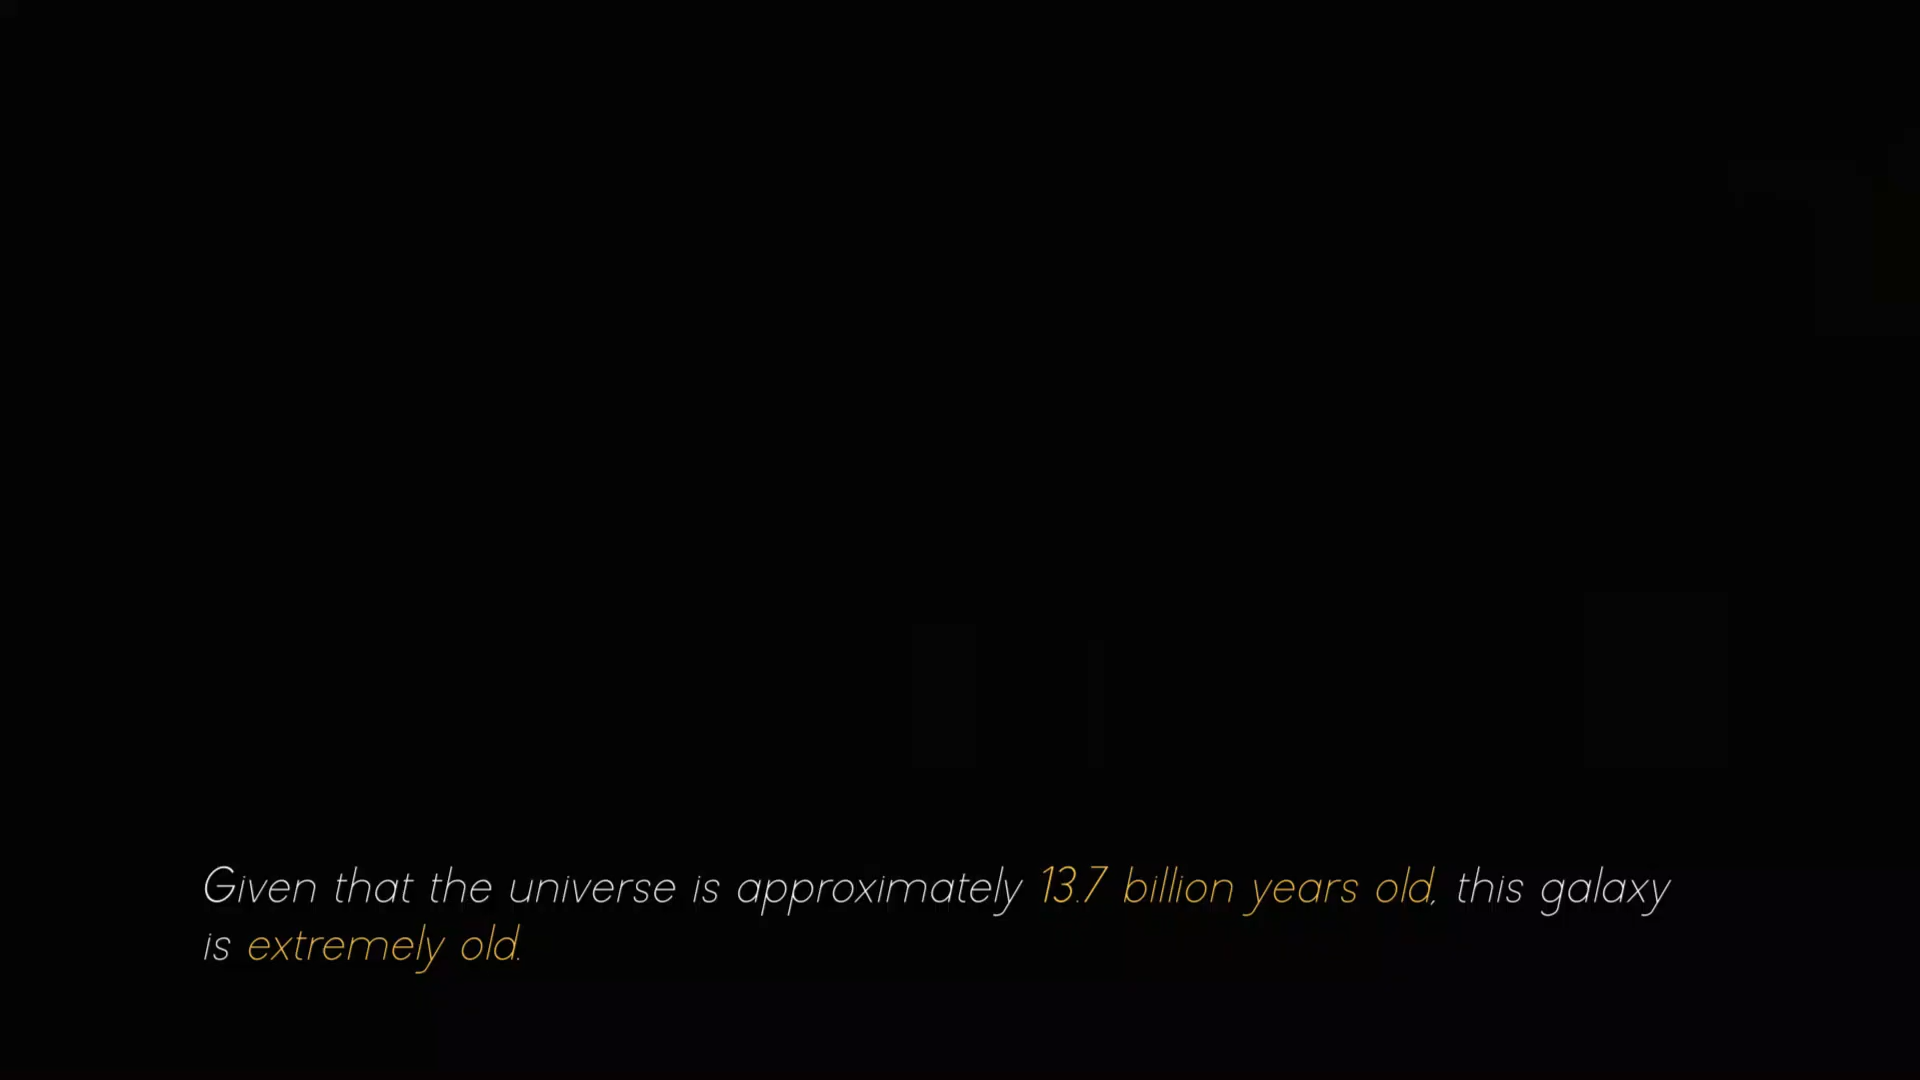 Given that the universe is approximately 13.7 billion years old, this galaxy
is extremely old.